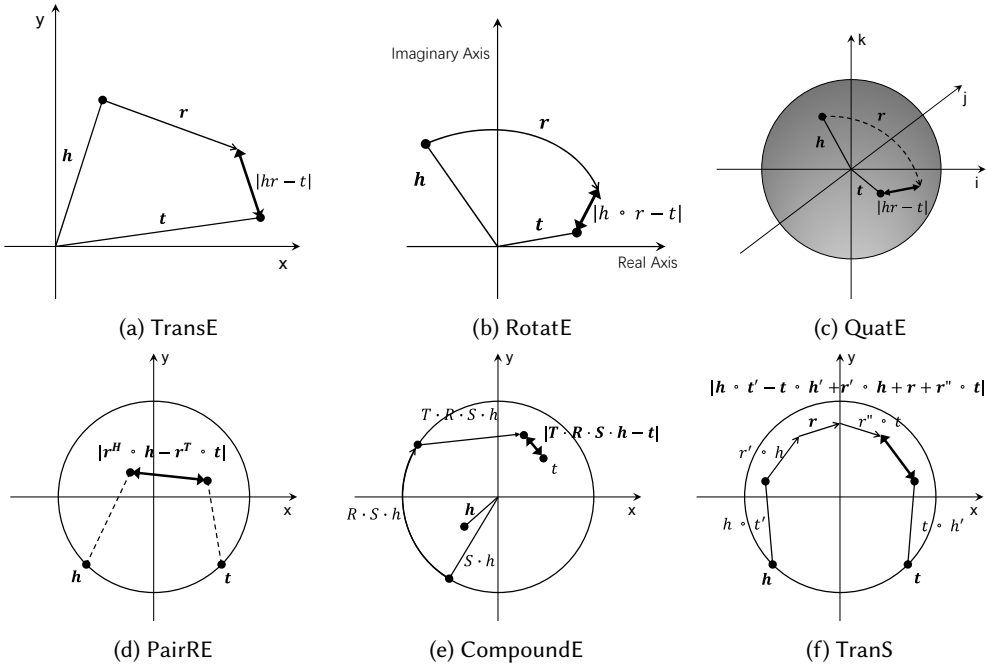 y
r
h
|hr − t|
t
x
(a) TransE
Imaginary Axis
r
h
t
|h ∘ r − t|
Real Axis
(b) RotatE
k
j
r
h
i
t
|hr − t|
(c) QuatE
y
|r^H ∘ h − r^T ∘ t|
x
h
t
(d) PairRE
y
T · R · S · h
|T · R · S · h − t|
t
h
x
R · S · h
S · h
(e) CompoundE
y
|h ∘ t′ − t ∘ h′ + r′ ∘ h + r + r″ ∘ t|
r
r″ ∘ t
r′ ∘ h
x
h ∘ t′
t ∘ h′
h
t
(f) TranS